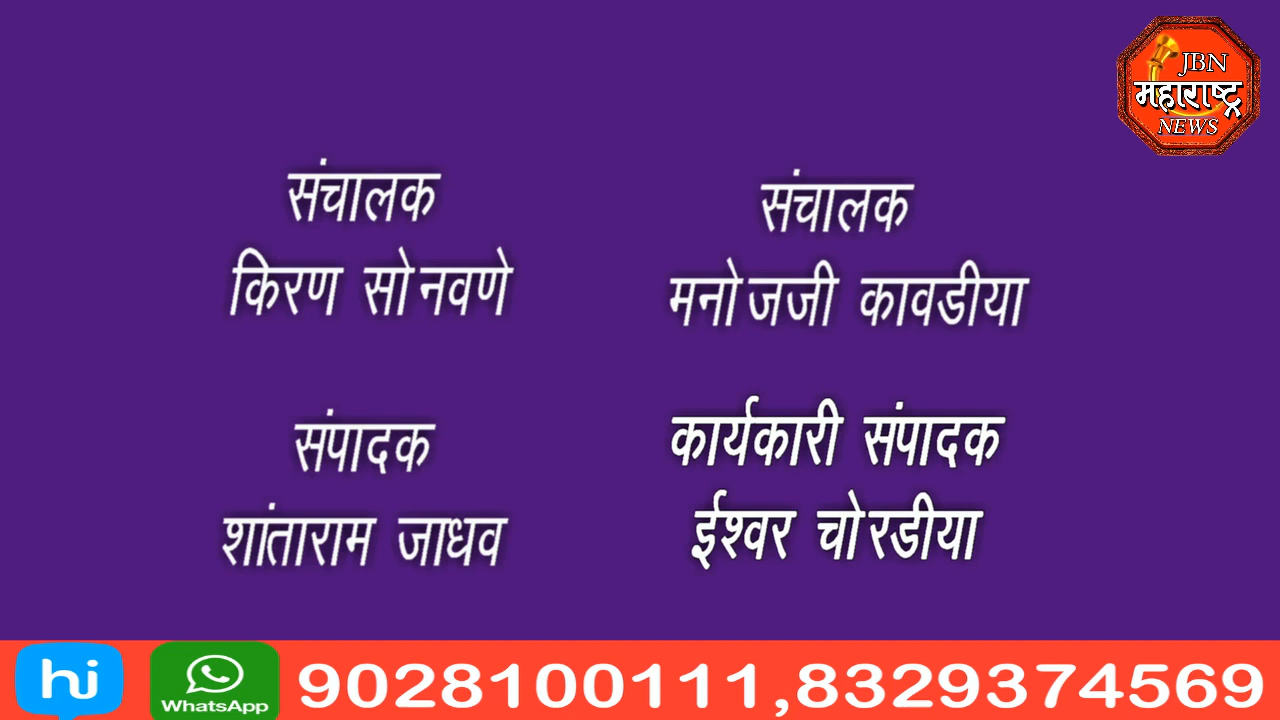 JBN
महाराष्ट्र
NEWS
संचालक
किरण सोनवणे
संचालक
मनोजजी कावडीया
संपादक
शांताराम जाधव
कार्यकारी संपादक
ईश्वर चोरडीया
hi
WhatsApp
9028100111,8329374569